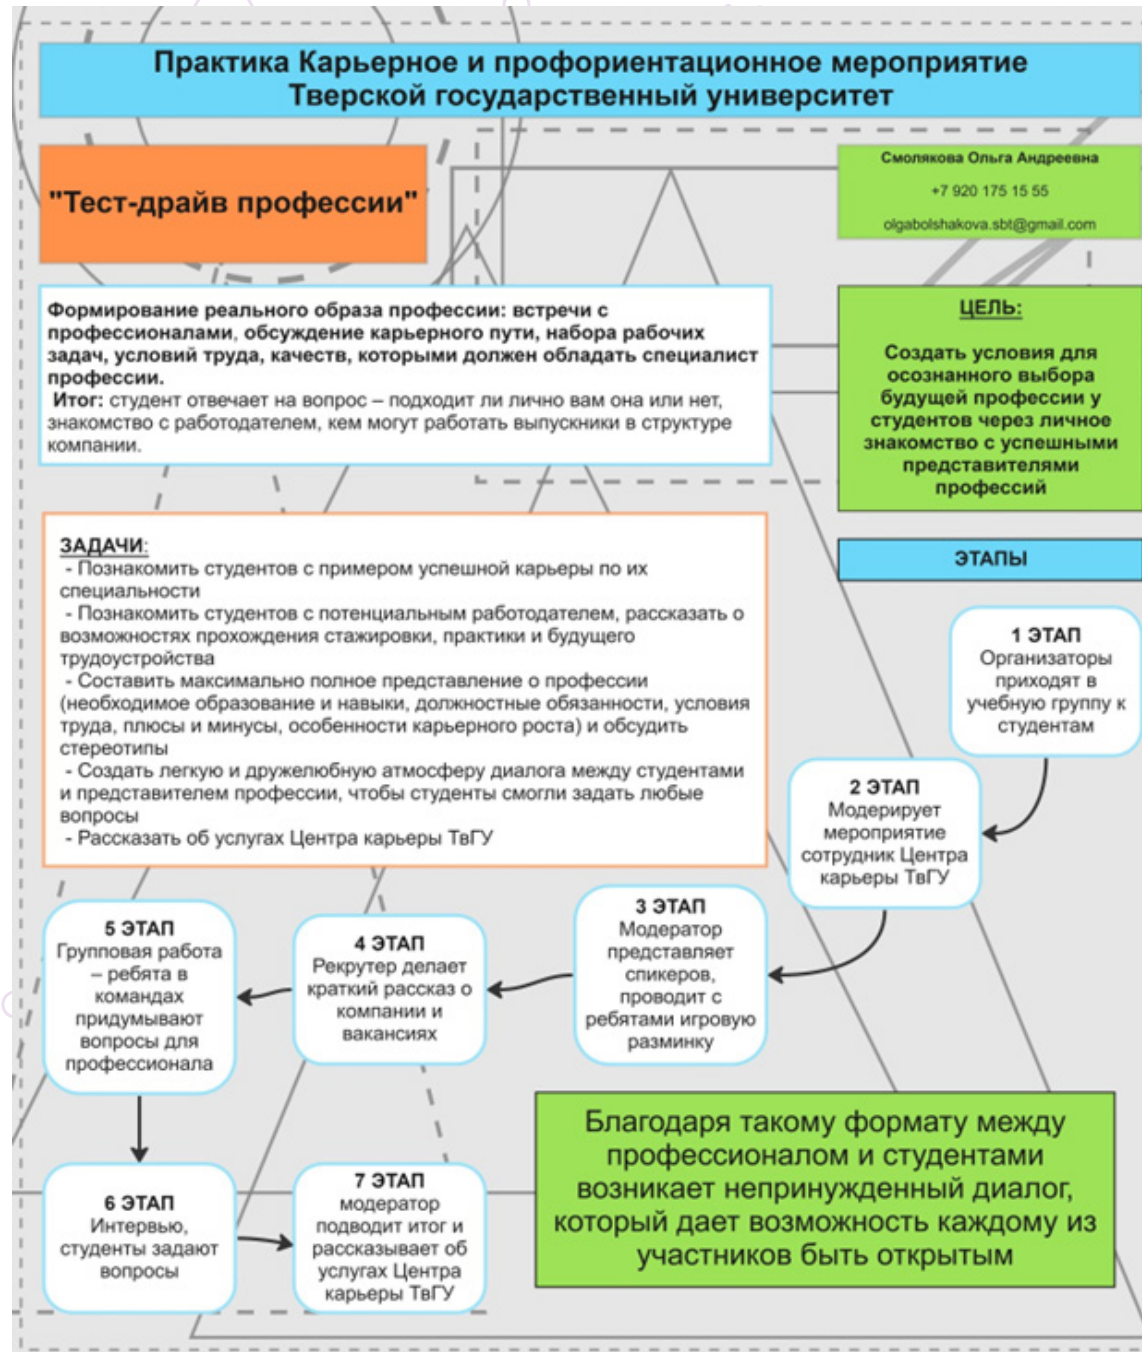 Практика Карьерное и профориентационное мероприятие
Тверской государственный университет
"Тест-драйв профессии"
Смолякова Ольга Андреевна
+7 920 175 15 55
olgabolshakova.sbt@gmail.com
Формирование реального образа профессии: встречи с
профессионалами, обсуждение карьерного пути, набора рабочих
задач, условий труда, качеств, которыми должен обладать специалист
профессии.
Итог: студент отвечает на вопрос – подходит ли лично вам она или нет,
знакомство с работодателем, кем могут работать выпускники в структуре
компании.
ЦЕЛЬ:
Создать условия для
осознанного выбора
будущей профессии у
студентов через личное
знакомство с успешными
представителями
профессий
ЗАДАЧИ:
- Познакомить студентов с примером успешной карьеры по их
специальности
- Познакомить студентов с потенциальным работодателем, рассказать о
возможностях прохождения стажировки, практики и будущего
трудоустройства
- Составить максимально полное представление о профессии
(необходимое образование и навыки, должностные обязанности, условия
труда, плюсы и минусы, особенности карьерного роста) и обсудить
стереотипы
- Создать легкую и дружелюбную атмосферу диалога между студентами
и представителем профессии, чтобы студенты смогли задать любые
вопросы
- Рассказать об услугах Центра карьеры ТвГУ
ЭТАПЫ
1 ЭТАП
Организаторы
приходят в
учебную группу к
студентам
2 ЭТАП
Модерирует
мероприятие
сотрудник Центра
карьеры ТвГУ
3 ЭТАП
Модератор
представляет
спикеров,
проводит с
ребятами игровую
разминку
4 ЭТАП
Рекрутер делает
краткий рассказ о
компании и
вакансиях
5 ЭТАП
Групповая работа
– ребята в
командах
придумывают
вопросы для
профессионала
6 ЭТАП
Интервью,
студенты задают
вопросы
7 ЭТАП
модератор
подводит итог и
рассказывает об
услугах Центра
карьеры ТвГУ
Благодаря такому формату между
профессионалом и студентами
возникает непринужденный диалог,
который дает возможность каждому из
участников быть открытым